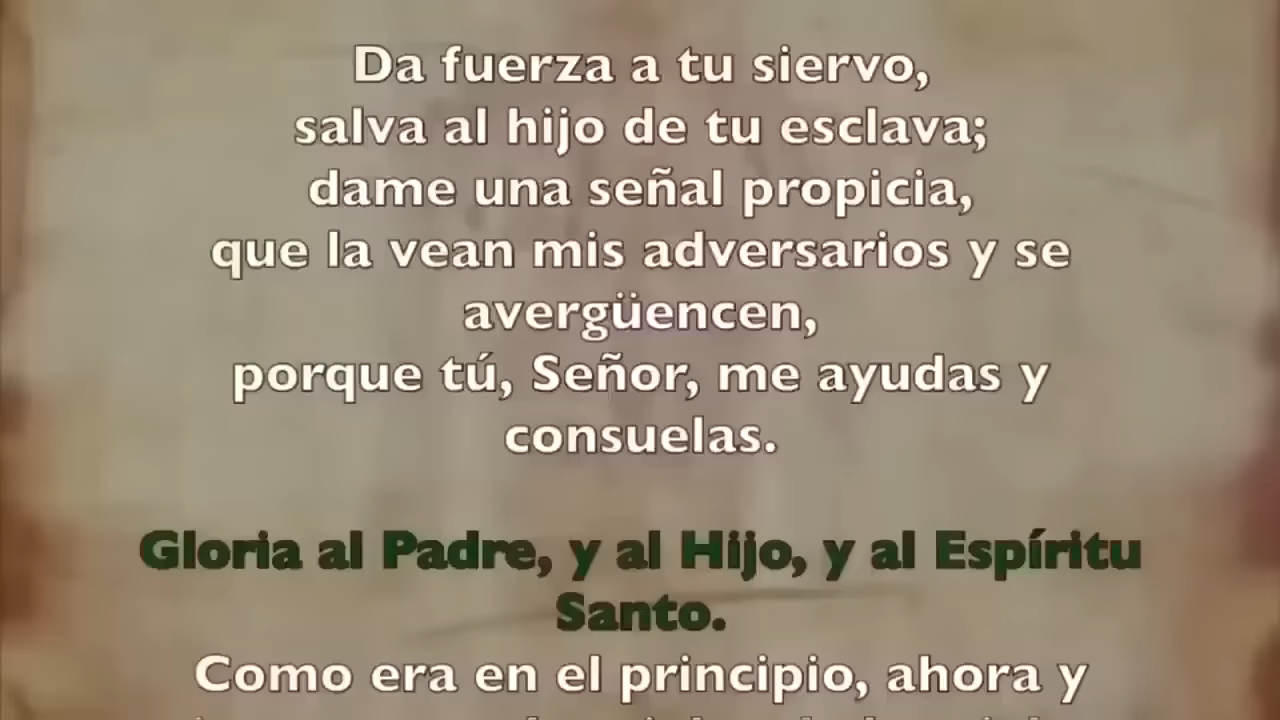 Da fuerza a tu siervo,
salva al hijo de tu esclava;
dame una señal propicia,
que la vean mis adversarios y se
avergüencen,
porque tú, Señor, me ayudas y
consuelas.
Gloria al Padre, y al Hijo, y al Espíritu
Santo.
Como era en el principio, ahora y